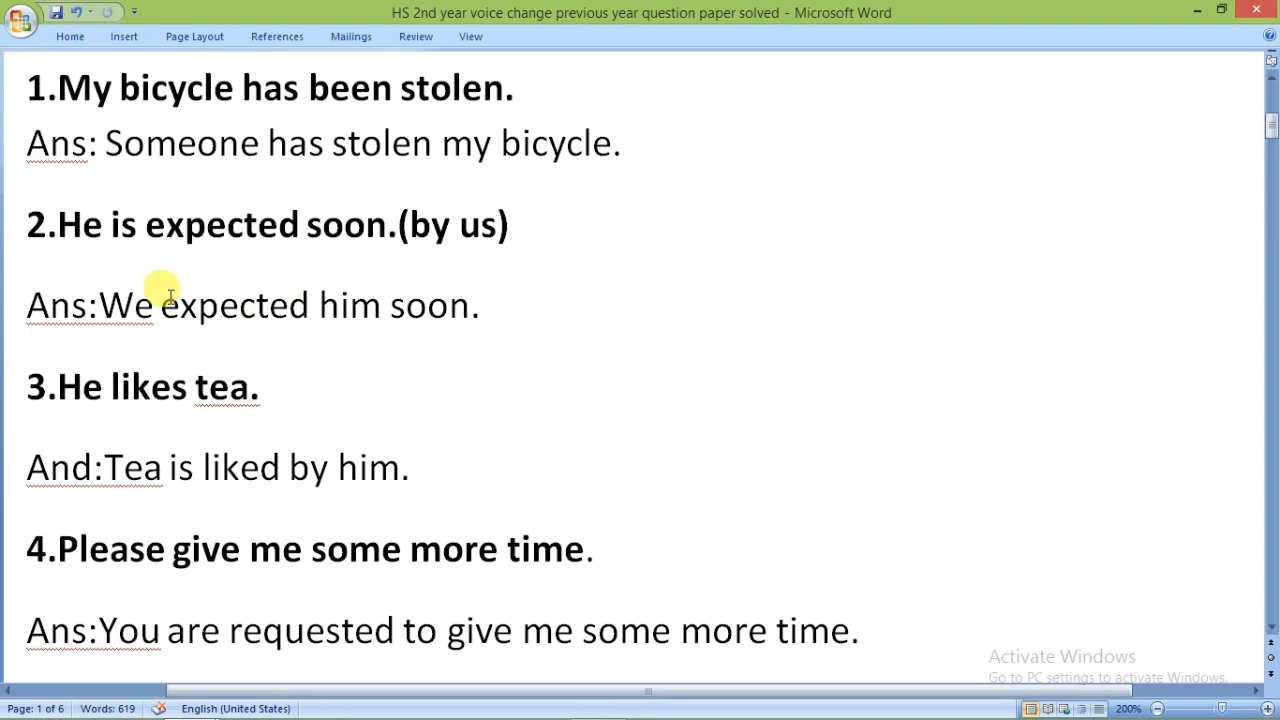 HS 2nd year voice change previous year question paper solved - Microsoft Word
Home Insert Page Layout References Mailings Review View
1.My bicycle has been stolen.
Ans: Someone has stolen my bicycle.
2.He is expected soon.(by us)
Ans:We expected him soon.
3.He likes tea.
And:Tea is liked by him.
4.Please give me some more time.
Ans:You are requested to give me some more time.
Activate Windows
Go to PC settings to activate Windows.
Page: 1 of 6 Words: 619 English (United States) 200%